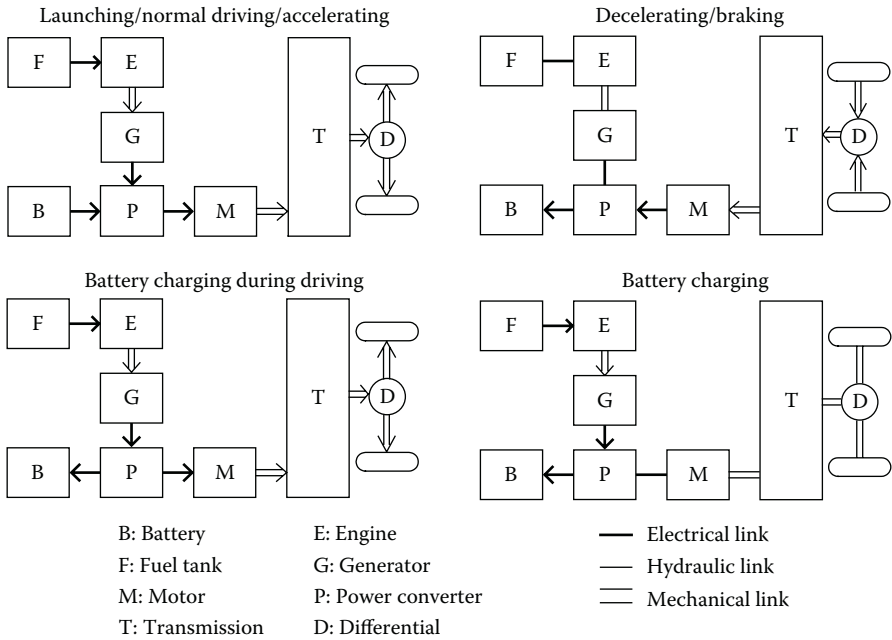 Launching/normal driving/accelerating
F
E
G
T
D
B
P
M
Decelerating/braking
F
E
G
T
D
B
P
M
Battery charging during driving
F
E
G
T
D
B
P
M
Battery charging
F
E
G
T
D
B
P
M
B: Battery
F: Fuel tank
M: Motor
T: Transmission
E: Engine
G: Generator
P: Power converter
D: Differential
Electrical link
Hydraulic link
Mechanical link